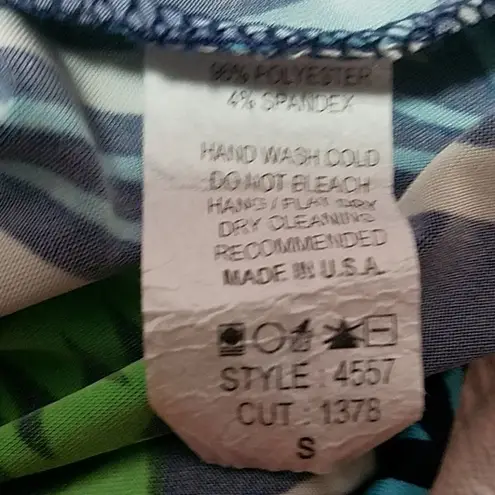 96% POLYESTER
4% SPANDEX
HAND WASH COLD
DO NOT BLEACH
HANG / FLAT DRY
DRY CLEANING
RECOMMENDED
MADE IN U.S.A.
STYLE : 4557
CUT : 1378
S